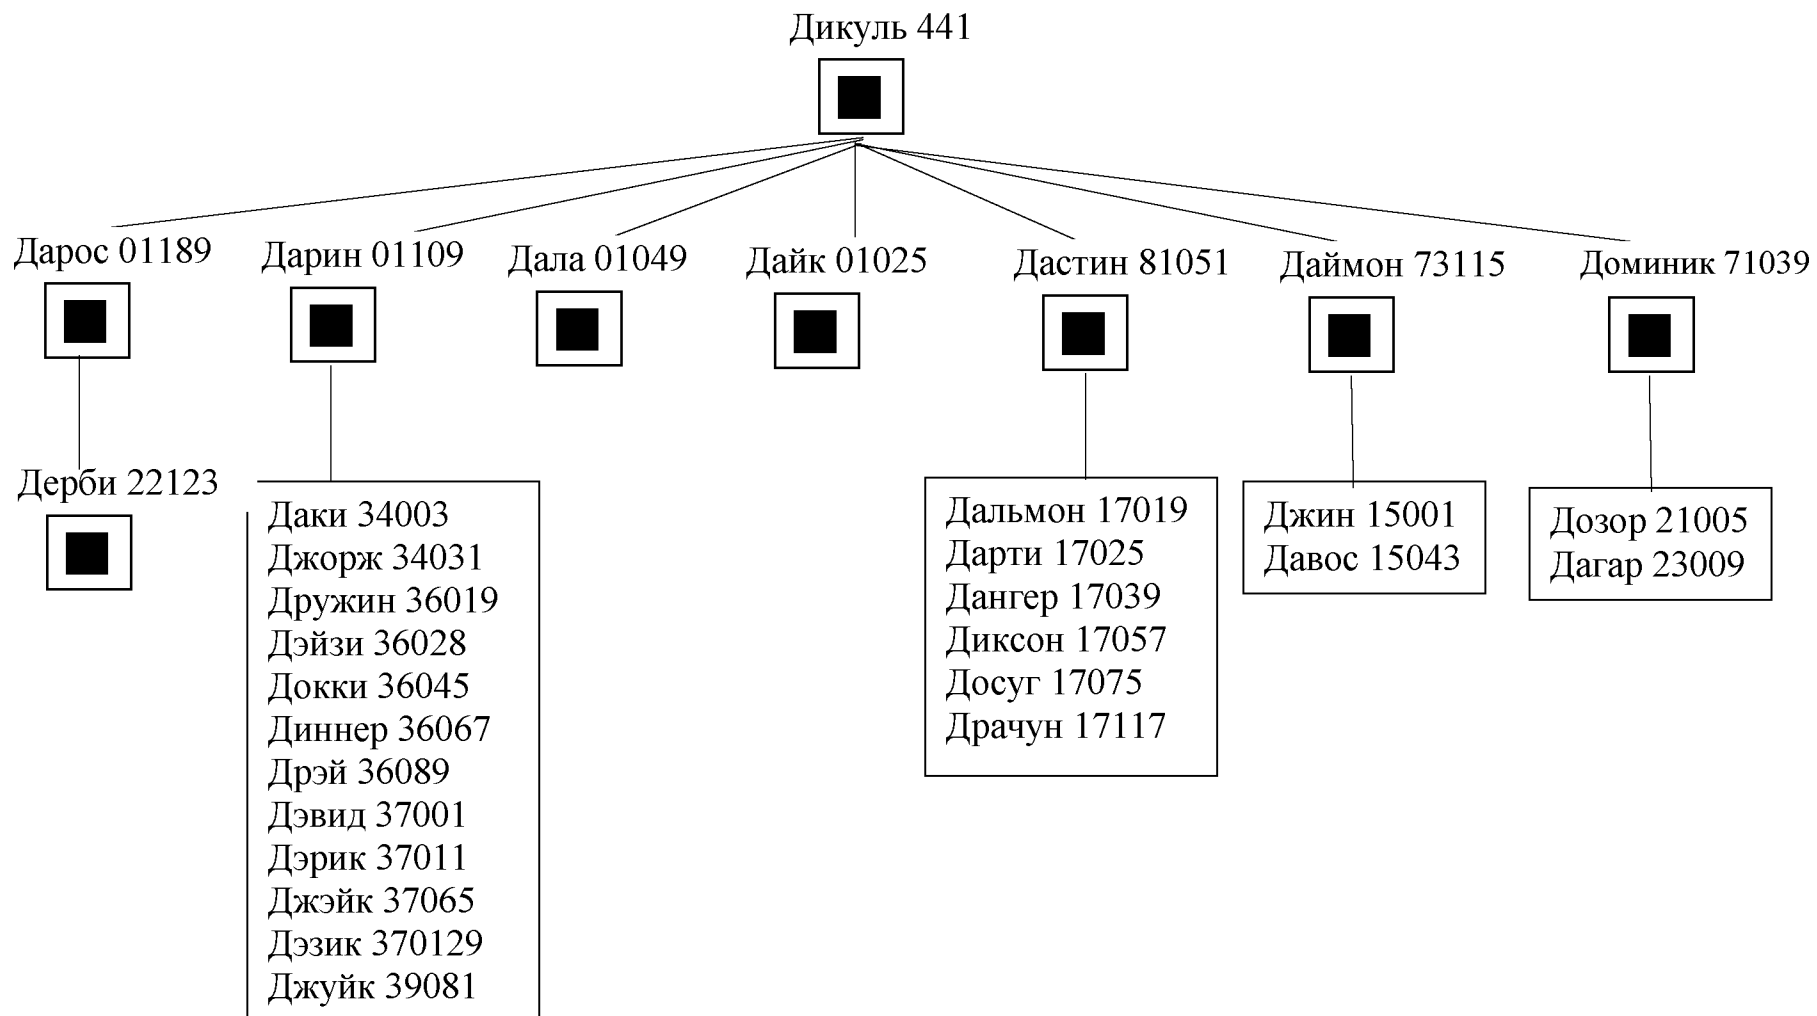 Дикуль 441
Дарос 01189
Дарин 01109
Дала 01049
Дайк 01025
Дастин 81051
Даймон 73115
Доминик 71039
Дерби 22123
Даки 34003
Джорж 34031
Дружин 36019
Дэйзи 36028
Докки 36045
Диннер 36067
Дрэй 36089
Дэвид 37001
Дэрик 37011
Джэйк 37065
Дэзик 370129
Джуйк 39081
Дальмон 17019
Дарти 17025
Дангер 17039
Диксон 17057
Досуг 17075
Драчун 17117
Джин 15001
Давос 15043
Дозор 21005
Дагар 23009